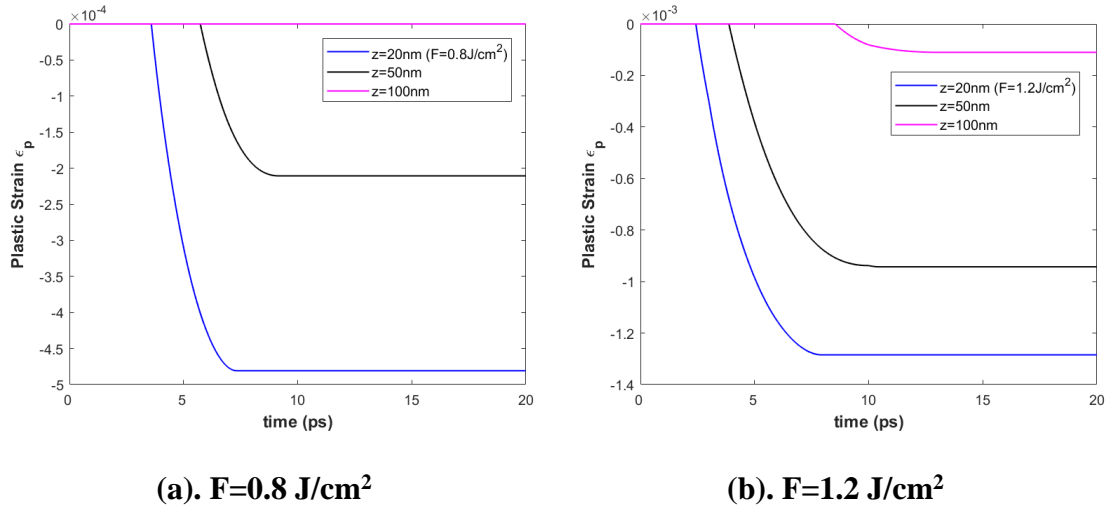 ×10⁻⁴
0
-0.5
-1
-1.5
-2
-2.5
-3
-3.5
-4
-4.5
-5
Plastic Strain ϵp
z=20nm (F=0.8J/cm²)
z=50nm
z=100nm
0 5 10 15 20
time (ps)
(a). F=0.8 J/cm²
×10⁻³
0
-0.2
-0.4
-0.6
-0.8
-1
-1.2
-1.4
Plastic Strain ϵp
z=20nm (F=1.2J/cm²)
z=50nm
z=100nm
0 5 10 15 20
time (ps)
(b). F=1.2 J/cm²